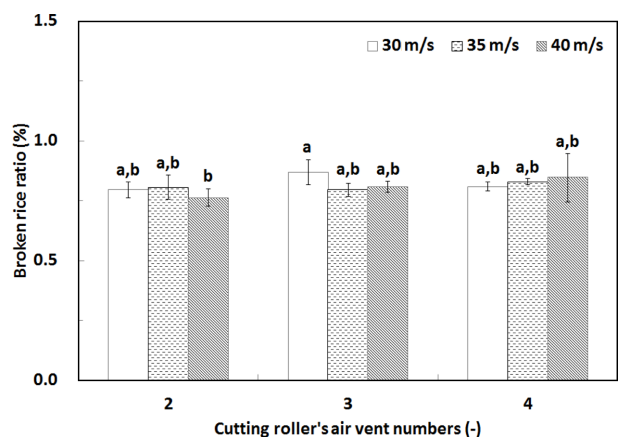 1.5
30 m/s 35 m/s 40 m/s
1.0
0.5
0.0
Broken rice ratio (%)
a,b a,b b
a a,b a,b
a,b a,b a,b
2 3 4
Cutting roller's air vent numbers (-)